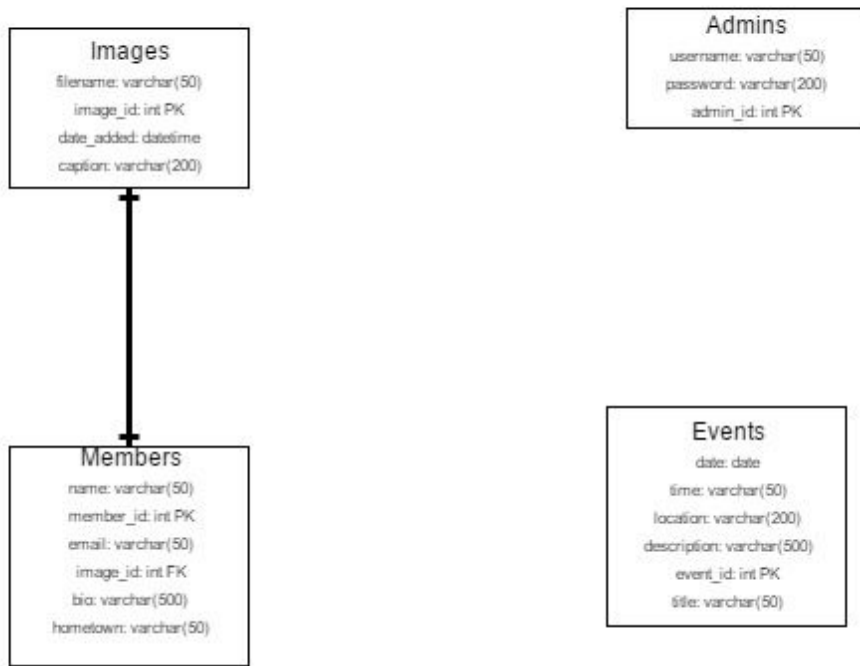 Images
filename: varchar(50)
image_id: int PK
date_added: datetime
caption: varchar(200)
Admins
username: varchar(50)
password: varchar(200)
admin_id: int PK
Members
name: varchar(50)
member_id: int PK
email: varchar(50)
image_id: int FK
bio: varchar(500)
hometown: varchar(50)
Events
date: date
time: varchar(50)
location: varchar(200)
description: varchar(500)
event_id: int PK
title: varchar(50)